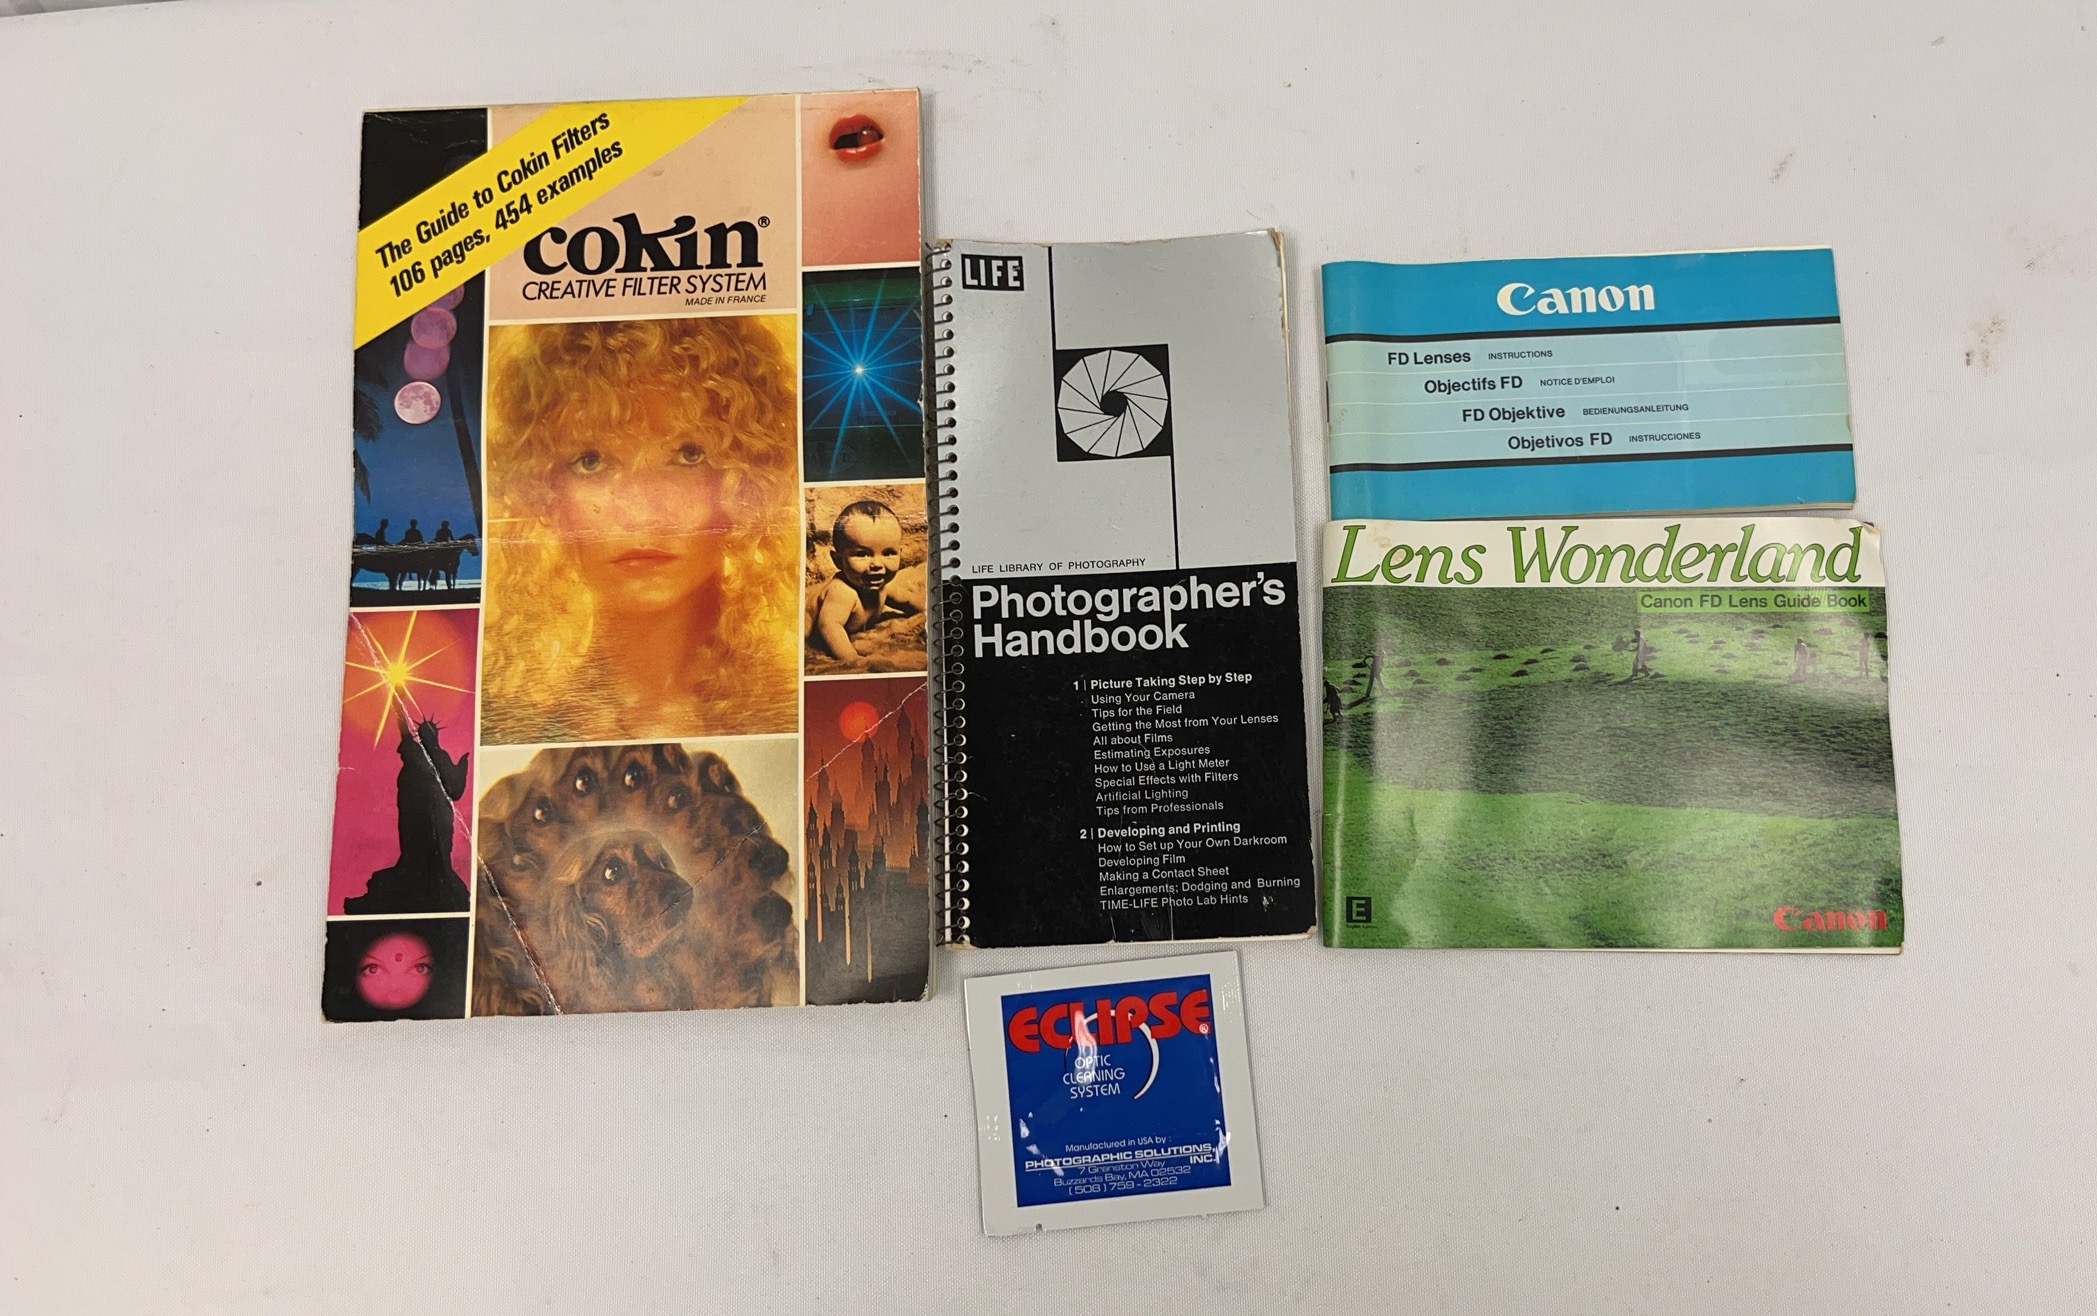 The Guide to Cokin Filters
106 pages, 454 examples
cokin®
CREATIVE FILTER SYSTEM
MADE IN FRANCE
LIFE
LIFE LIBRARY OF PHOTOGRAPHY
Photographer's
Handbook
1 | Picture Taking Step by Step
Using Your Camera
Tips for the Field
Getting the Most from Your Lenses
All about Films
Estimating Exposures
How to Use a Light Meter
Special Effects with Filters
Artificial Lighting
Tips from Professionals
2 | Developing and Printing
How to Set up Your Own Darkroom
Developing Film
Making a Contact Sheet
Enlargements; Dodging and Burning
TIME-LIFE Photo Lab Hints
Canon
FD Lenses INSTRUCTIONS
Objectifs FD NOTICE D'EMPLOI
FD Objektive BEDIENUNGSANLEITUNG
Objetivos FD INSTRUCCIONES
Lens Wonderland
Canon FD Lens Guide Book
E
Canon
ECLIPSE®
OPTIC
CLEANING
SYSTEM
Manufactured in USA by :
PHOTOGRAPHIC SOLUTIONS, INC.
7 Granston Way
Buzzards Bay, MA 02532
(508) 759-2322